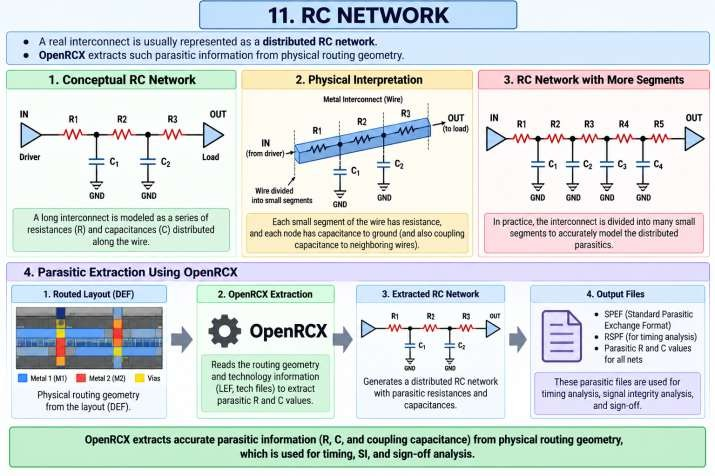 11. RC NETWORK
• A real interconnect is usually represented as a distributed RC network.
• OpenRCX extracts such parasitic information from physical routing geometry.
1. Conceptual RC Network
IN
R1
R2
R3
OUT
Driver
C1
C2
Load
GND
GND
A long interconnect is modeled as a series of
resistances (R) and capacitances (C) distributed
along the wire.
2. Physical Interpretation
Metal Interconnect (Wire)
R1
R2
R3
OUT
(to load)
IN
(from driver)
C1
C2
GND
GND
Wire divided
into small segments
Each small segment of the wire has resistance,
and each node has capacitance to ground (and also coupling
capacitance to neighboring wires).
3. RC Network with More Segments
IN
R1
R2
R3
R4
R5
OUT
C1
C2
C3
C4
GND
GND
GND
GND
In practice, the interconnect is divided into many small
segments to accurately model the distributed
parasitics.
4. Parasitic Extraction Using OpenRCX
1. Routed Layout (DEF)
Metal 1 (M1)
Metal 2 (M2)
Vias
Physical routing geometry
from the layout (DEF).
2. OpenRCX Extraction
OpenRCX
Reads the routing geometry
and technology information
(LEF, tech files) to extract
parasitic R and C values.
3. Extracted RC Network
R1
R2
R3
OUT
C1
C2
GND
GND
Generates a distributed RC network
with parasitic resistances and
capacitances.
4. Output Files
• SPEF (Standard Parasitic
Exchange Format)
• RSPF (for timing analysis)
• Parasitic R and C values
for all nets
These parasitic files are used for
timing analysis, signal integrity analysis,
and sign-off.
OpenRCX extracts accurate parasitic information (R, C, and coupling capacitance) from physical routing geometry,
which is used for timing, SI, and sign-off analysis.